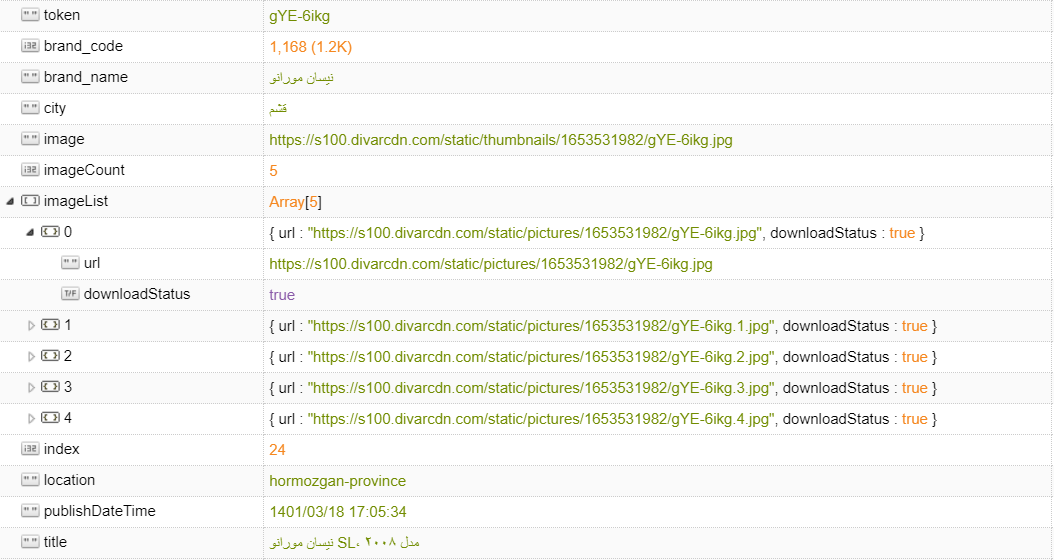 token gYE-6ikg
brand_code 1,168 (1.2K)
brand_name نیسان مورانو
city قشم
image https://s100.divarcdn.com/static/thumbnails/1653531982/gYE-6ikg.jpg
imageCount 5
imageList Array[5]
0 { url : "https://s100.divarcdn.com/static/pictures/1653531982/gYE-6ikg.jpg", downloadStatus : true }
url https://s100.divarcdn.com/static/pictures/1653531982/gYE-6ikg.jpg
T/F downloadStatus true
1 { url : "https://s100.divarcdn.com/static/pictures/1653531982/gYE-6ikg.1.jpg", downloadStatus : true }
2 { url : "https://s100.divarcdn.com/static/pictures/1653531982/gYE-6ikg.2.jpg", downloadStatus : true }
3 { url : "https://s100.divarcdn.com/static/pictures/1653531982/gYE-6ikg.3.jpg", downloadStatus : true }
4 { url : "https://s100.divarcdn.com/static/pictures/1653531982/gYE-6ikg.4.jpg", downloadStatus : true }
index 24
location hormozgan-province
publishDateTime 1401/03/18 17:05:34
title نیسان مورانو SL، مدل ۲۰۰۸